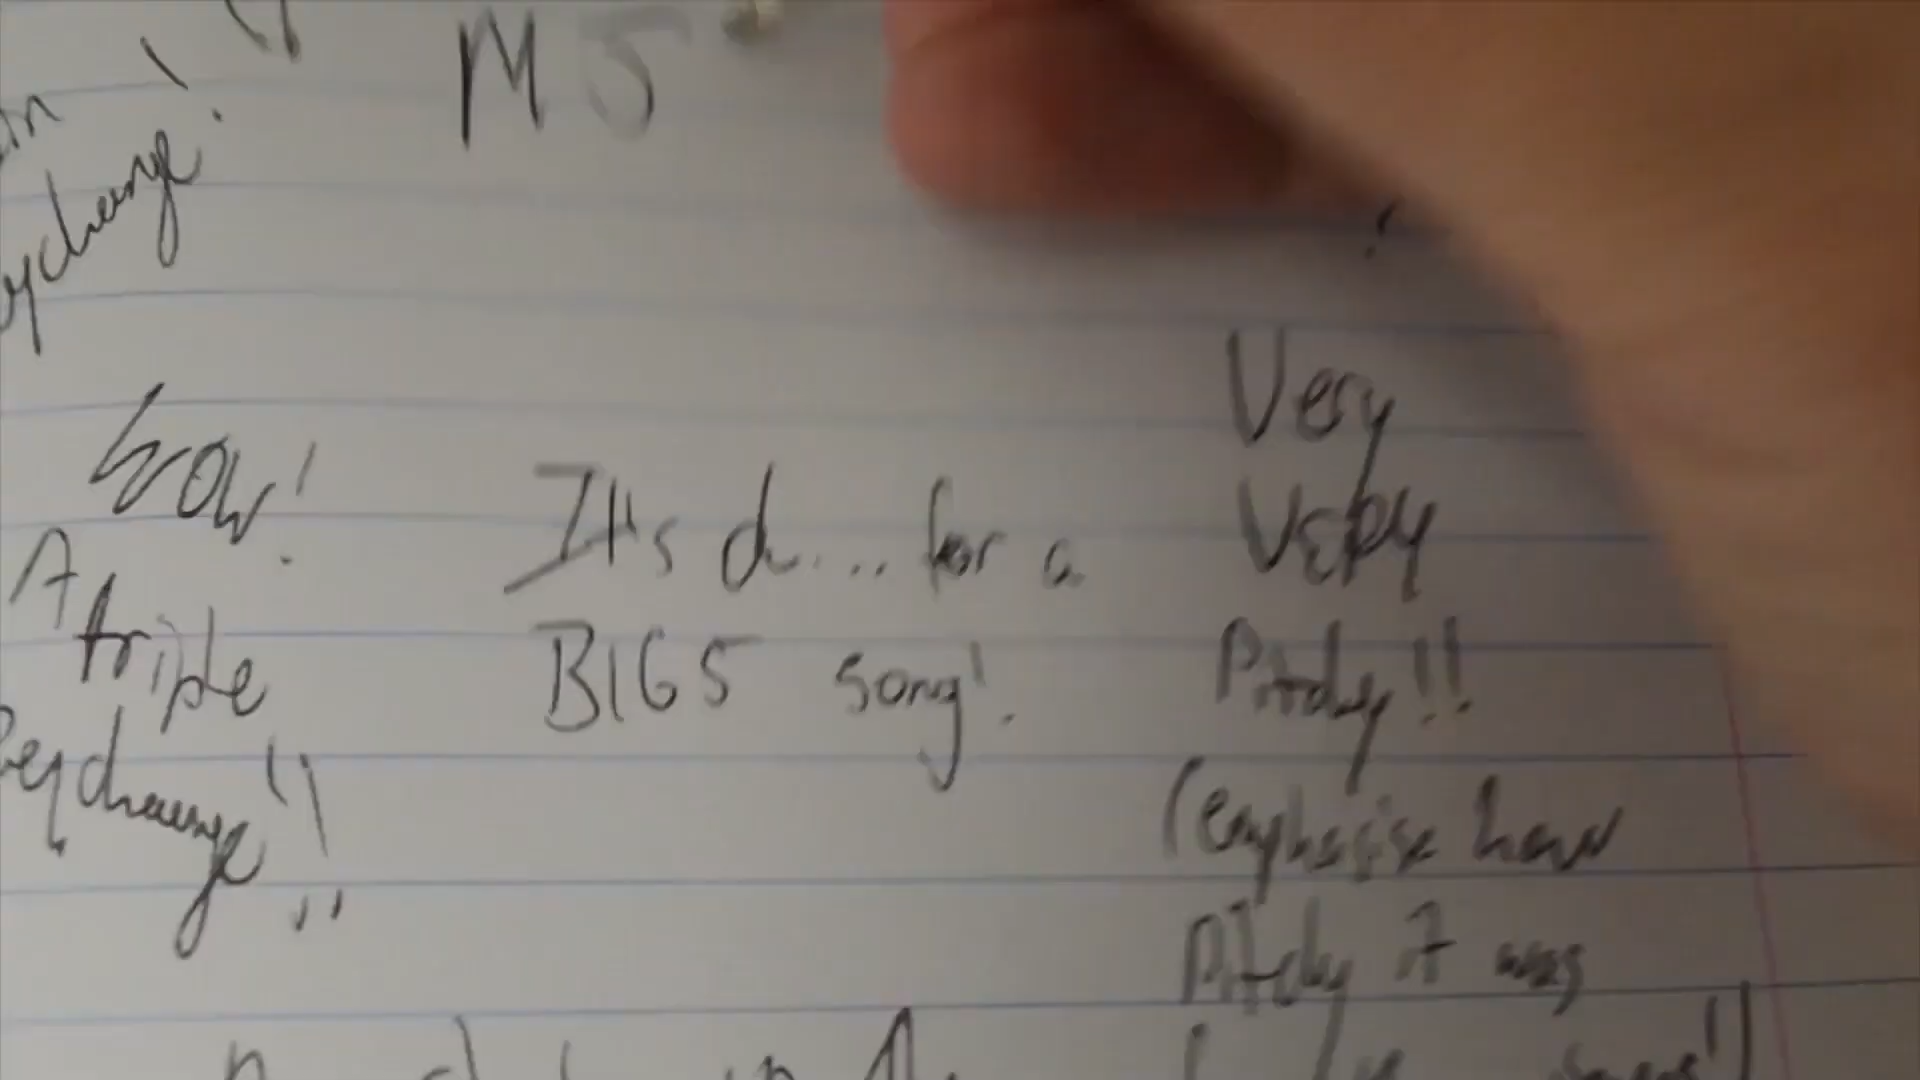 keychange!
Wow!
A
triple
Keychange!!
M5
It's d... for a
BIG5 song!
Very
VERY
Pitchy!!
(emphasise how
Pitchy it was